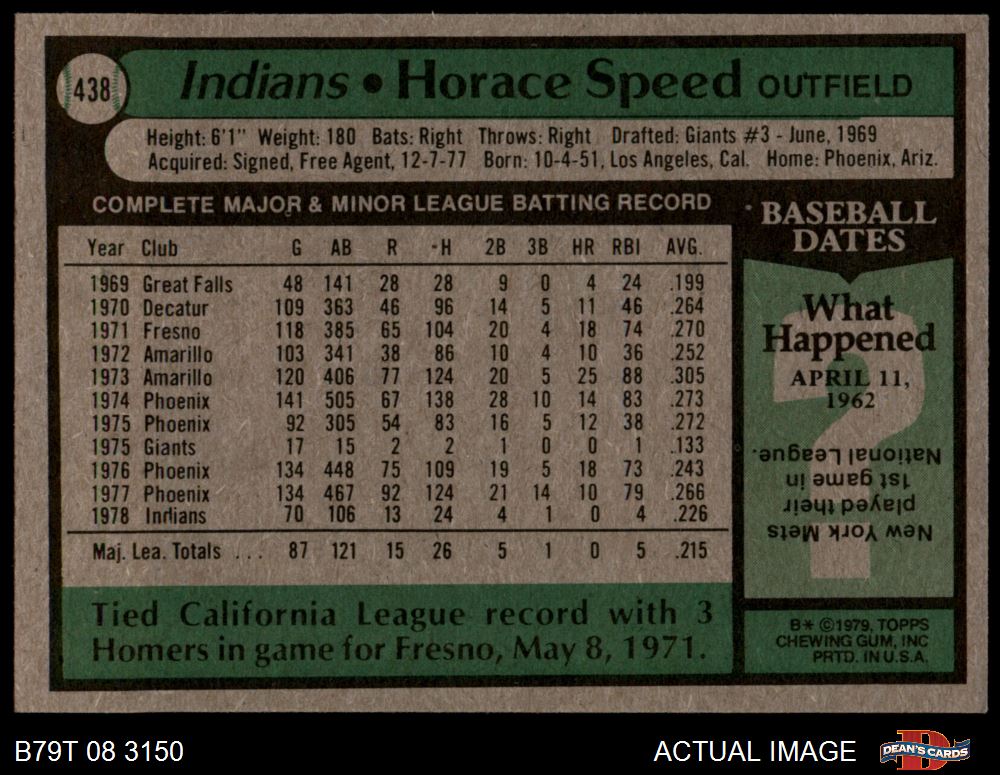 438
Indians • Horace Speed OUTFIELD
Height: 6'1" Weight: 180 Bats: Right Throws: Right Drafted: Giants #3 - June, 1969
Acquired: Signed, Free Agent, 12-7-77 Born: 10-4-51, Los Angeles, Cal. Home: Phoenix, Ariz.
COMPLETE MAJOR & MINOR LEAGUE BATTING RECORD
Year Club G AB R H 2B 3B HR RBI AVG.
1969 Great Falls 48 141 28 28 9 0 4 24 .199
1970 Decatur 109 363 46 96 14 5 11 46 .264
1971 Fresno 118 385 65 104 20 4 18 74 .270
1972 Amarillo 103 341 38 86 10 4 10 36 .252
1973 Amarillo 120 406 77 124 20 5 25 88 .305
1974 Phoenix 141 505 67 138 28 10 14 83 .273
1975 Phoenix 92 305 54 83 16 5 12 38 .272
1975 Giants 17 15 2 2 1 0 0 1 .133
1976 Phoenix 134 448 75 109 19 5 18 73 .243
1977 Phoenix 134 467 92 124 21 14 10 79 .266
1978 Indians 70 106 13 24 4 1 0 4 .226
Maj. Lea. Totals . . . 87 121 15 26 5 1 0 5 .215
Tied California League record with 3
Homers in game for Fresno, May 8, 1971.
BASEBALL
DATES
What
Happened
APRIL 11,
1962
New York Mets
played their
1st game in
National League.
B* ©1979, TOPPS
CHEWING GUM, INC
PRTD. IN U.S.A.
B79T 08 3150
ACTUAL IMAGE
DEAN'S CARDS